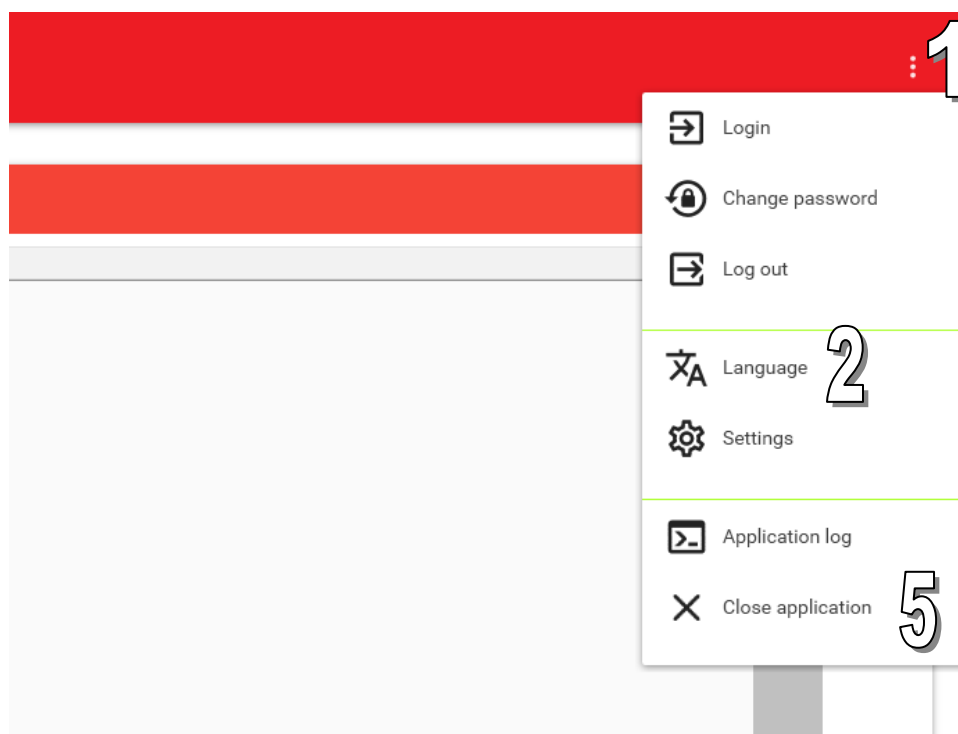 1
Login
Change password
Log out
Language 2
Settings
Application log
Close application 5